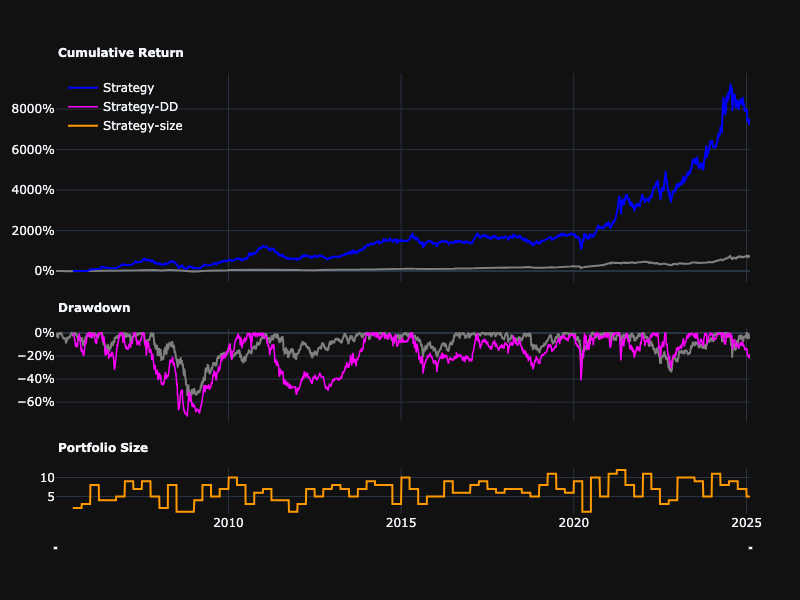 Cumulative Return
Strategy
Strategy-DD
Strategy-size
8000%
6000%
4000%
2000%
0%
Drawdown
0%
−20%
−40%
−60%
Portfolio Size
10
5
2010
2015
2020
2025